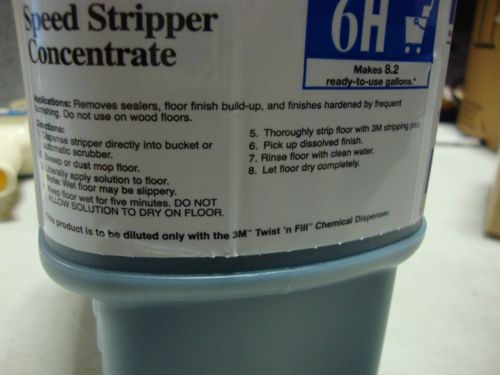 Speed Stripper
Concentrate
6H
Makes 8.2
ready-to-use gallons.*
Applications: Removes sealers, floor finish build-up, and finishes hardened by frequent
burnishing. Do not use on wood floors.
Directions:
Dispense stripper directly into bucket or
automatic scrubber.
Sweep or dust mop floor.
Liberally apply solution to floor.
Note: Wet floor may be slippery.
Keep floor wet for five minutes. DO NOT
ALLOW SOLUTION TO DRY ON FLOOR.
5. Thoroughly strip floor with 3M stripping
6. Pick up dissolved finish.
7. Rinse floor with clean water.
8. Let floor dry completely.
This product is to be diluted only with the 3M™ Twist 'n Fill™ Chemical Dispenser.